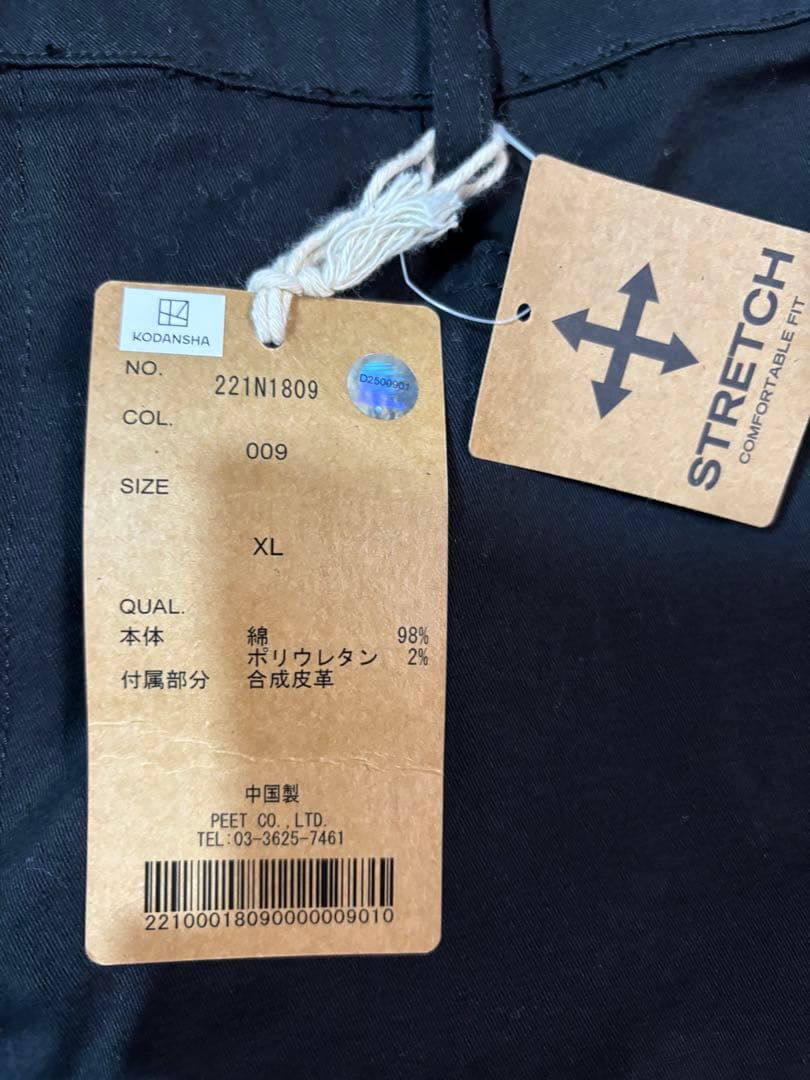 KODANSHA
NO.
221N1809
D2500901
COL.
009
SIZE
XL
QUAL.
本体 綿 98%
ポリウレタン 2%
付属部分 合成皮革
中国製
PEET CO.,LTD.
TEL:03-3625-7461
22100018090000009010
STRETCH
COMFORTABLE FIT